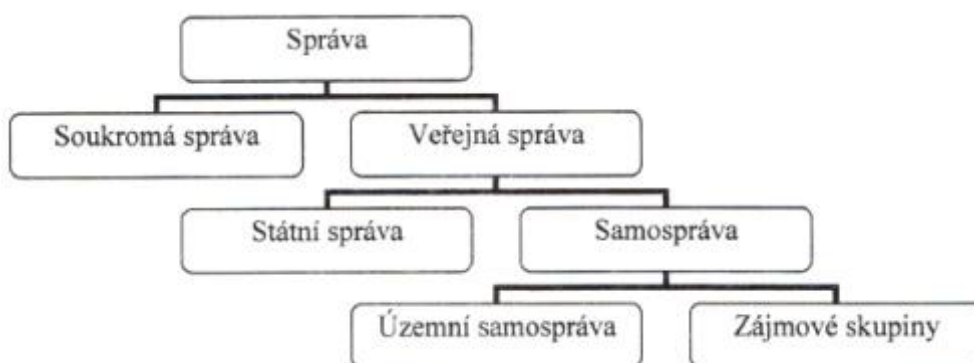 Správa
Soukromá správa
Veřejná správa
Státní správa
Samospráva
Územní samospráva
Zájmové skupiny